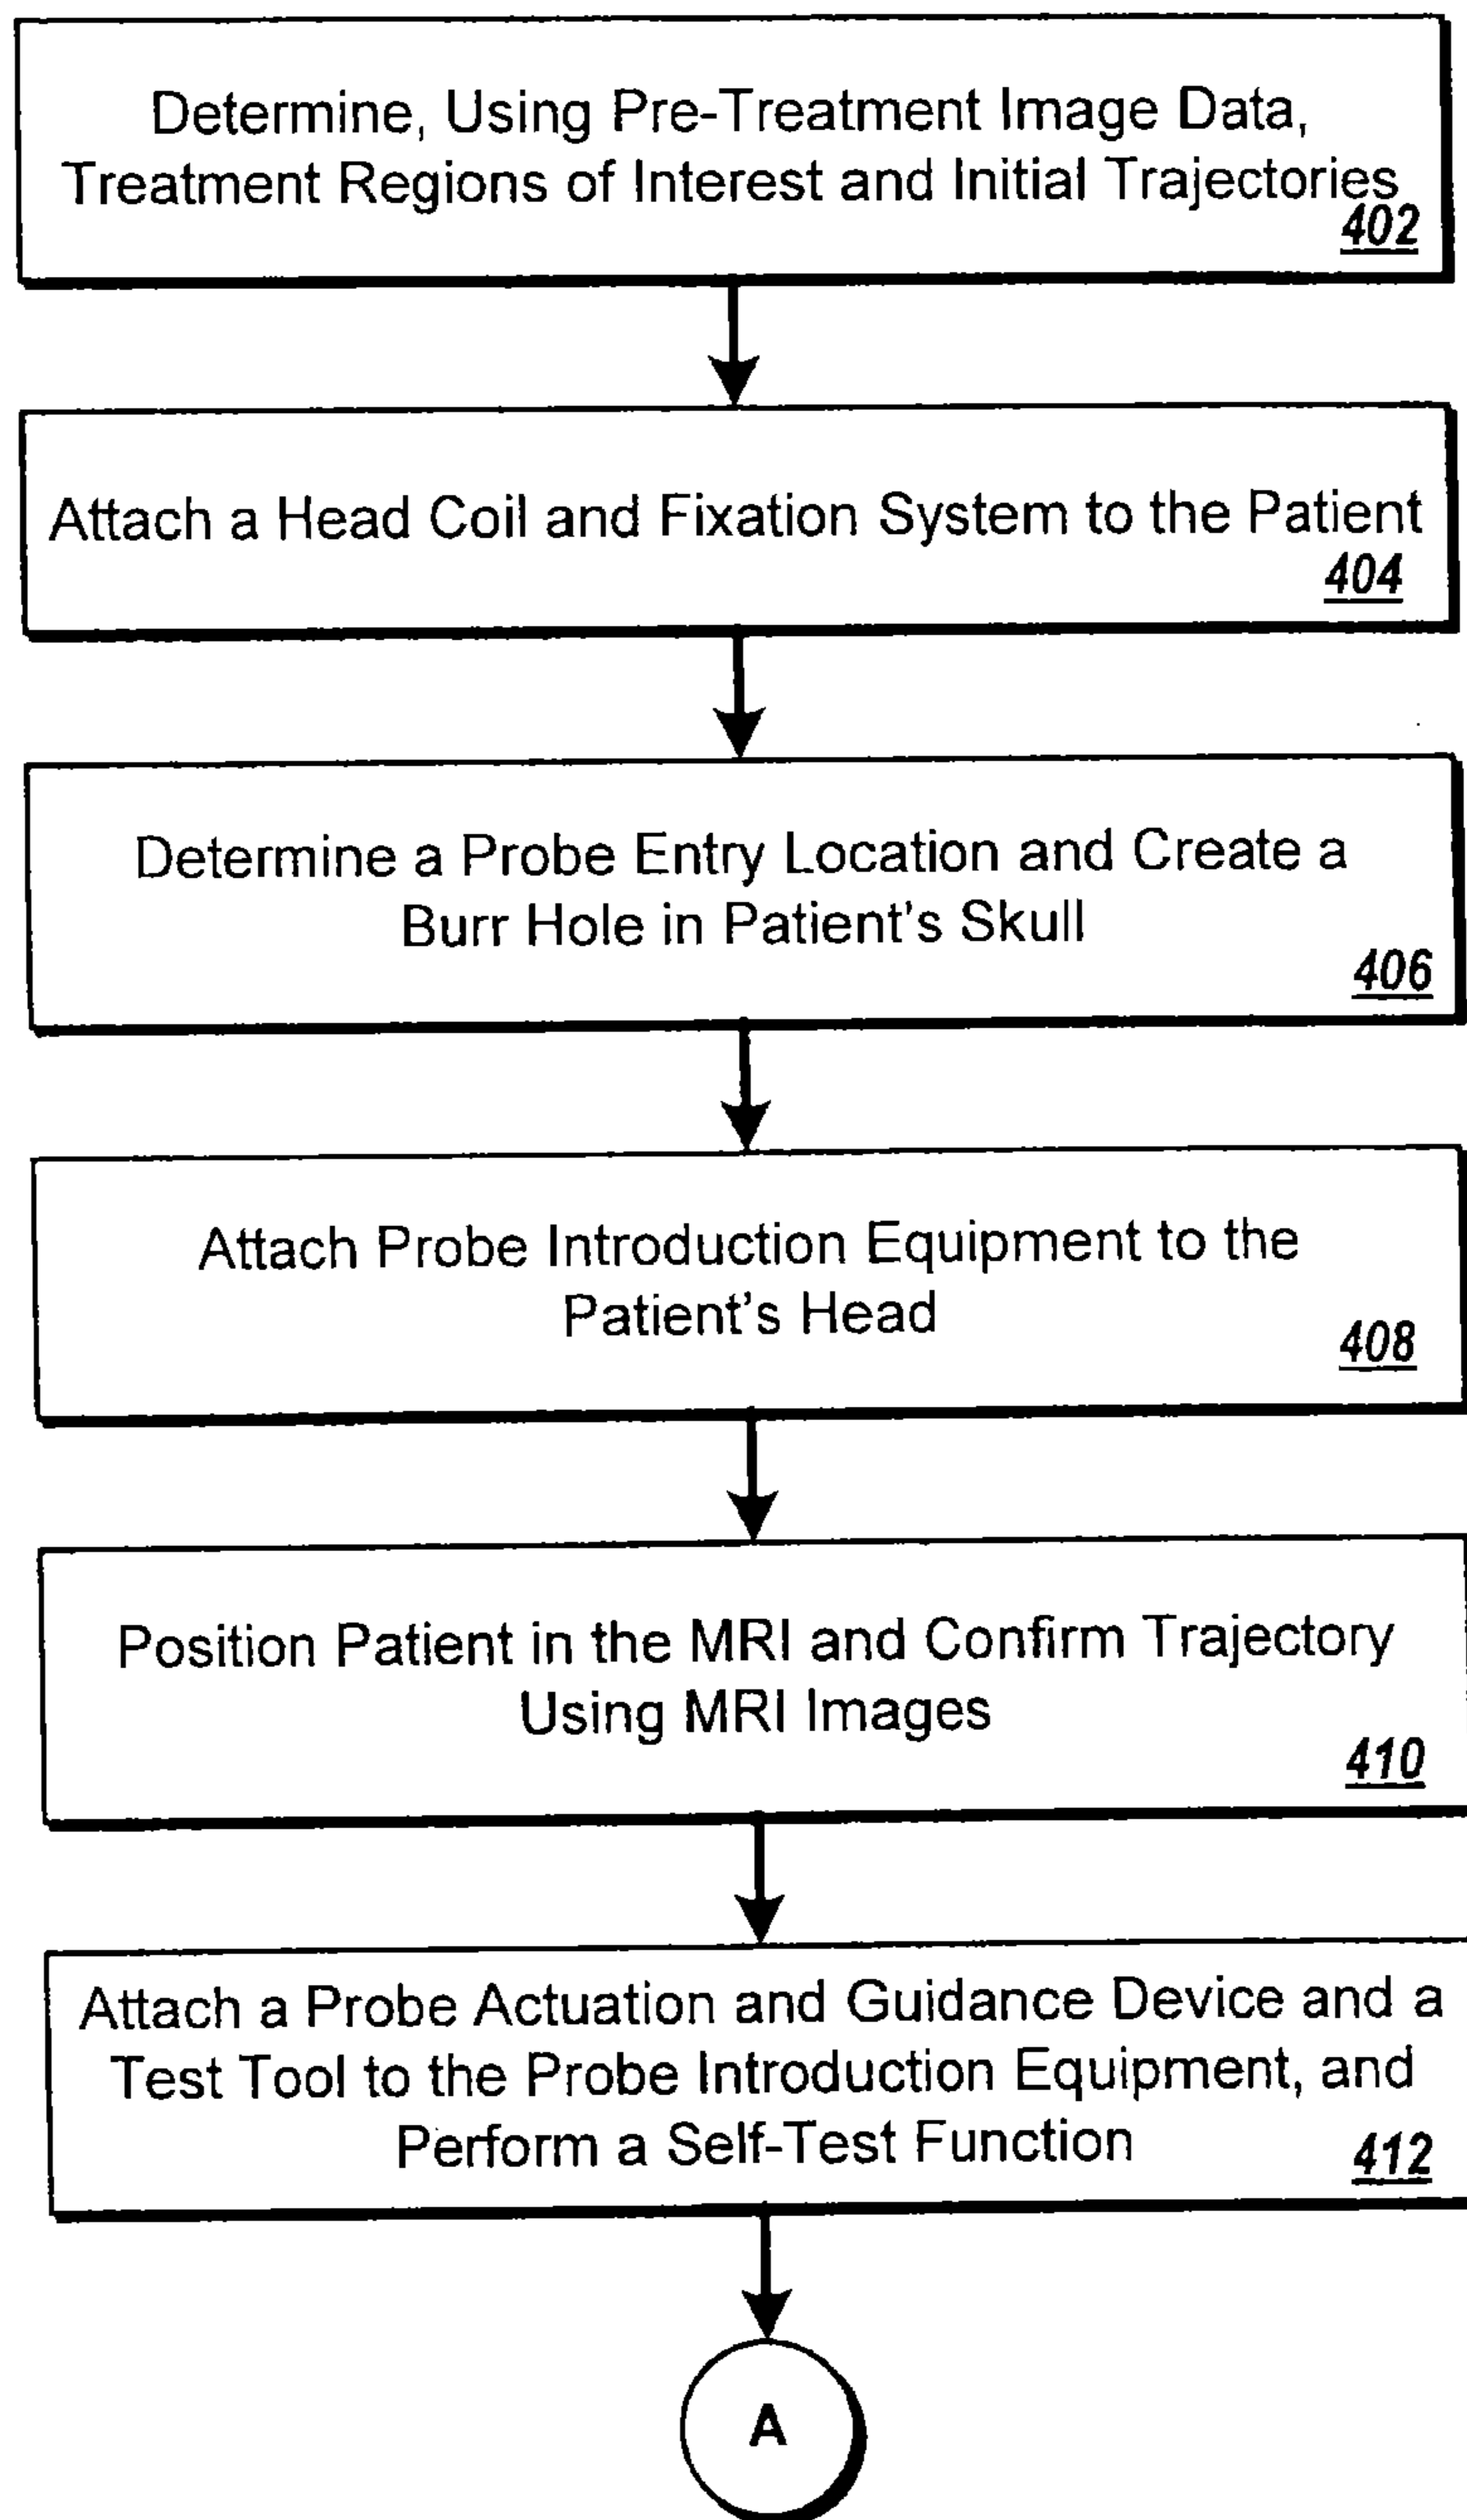 Determine, Using Pre-Treatment Image Data,
Treatment Regions of Interest and Initial Trajectories
402
Attach a Head Coil and Fixation System to the Patient
404
Determine a Probe Entry Location and Create a
Burr Hole in Patient's Skull
406
Attach Probe Introduction Equipment to the
Patient's Head
408
Position Patient in the MRI and Confirm Trajectory
Using MRI Images
410
Attach a Probe Actuation and Guidance Device and a
Test Tool to the Probe Introduction Equipment, and
Perform a Self-Test Function
412
A